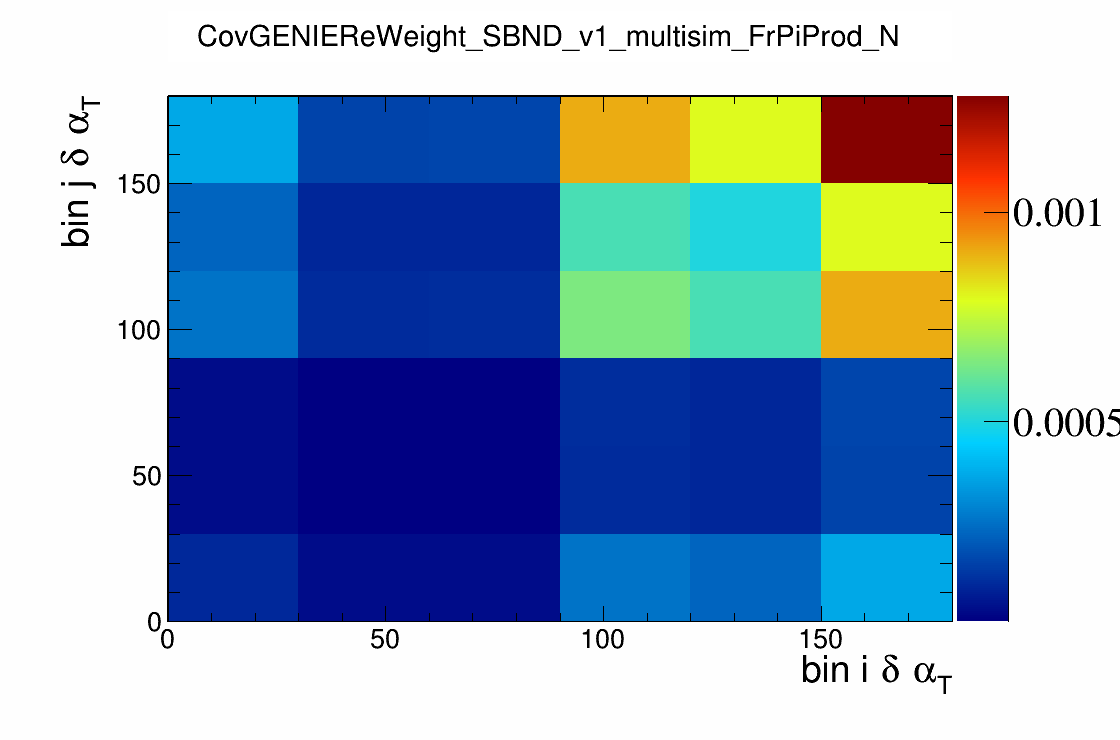 CovGENIEReWeight_SBND_v1_multisim_FrPiProd_N
bin j δ α_T
150
100
50
0
0 50 100 150
bin i δ α_T
0.001
0.0005